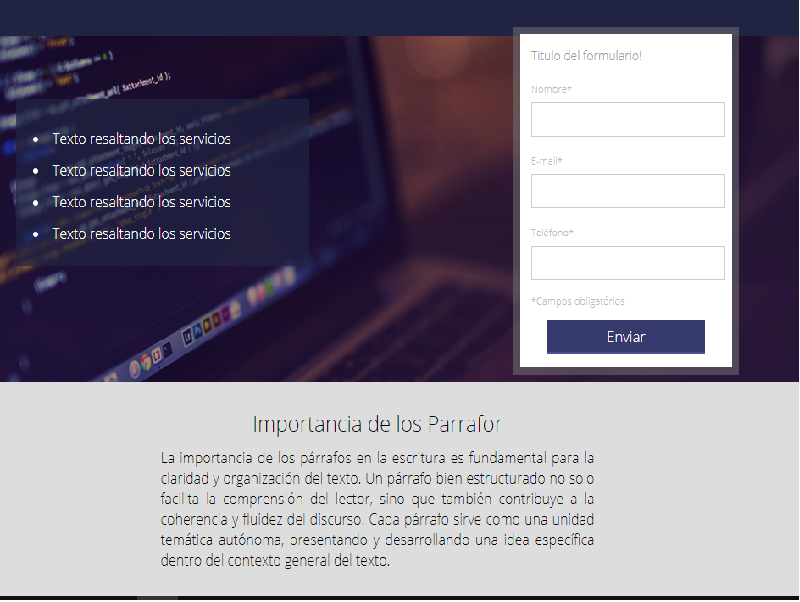 attachment_id );
Texto resaltando los servicios
Texto resaltando los servicios
Texto resaltando los servicios
Texto resaltando los servicios
Titulo del formulario!
Nombre*
E-mail*
Teléfono*
*Campos obligatórios
Enviar
Importancia de los Parrafor
La importancia de los párrafos en la escritura es fundamental para la
claridad y organización del texto. Un párrafo bien estructurado no solo
facilita la comprensión del lector, sino que también contribuye a la
coherencia y fluidez del discurso. Cada párrafo sirve como una unidad
temática autónoma, presentando y desarrollando una idea específica
dentro del contexto general del texto.